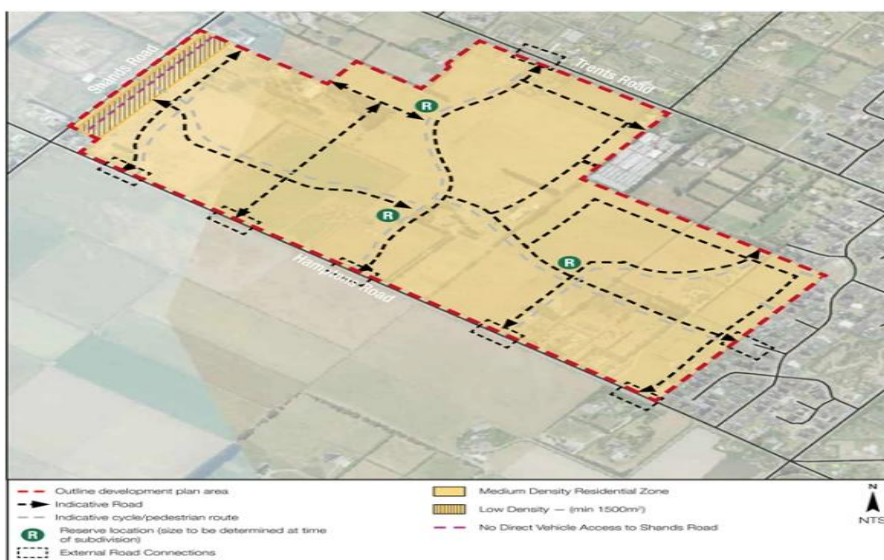 Shands Road
Trents Road
R
R
Hamptons Road
R
Outline development plan area
Indicative Road
Indicative cycle/pedestrian route
R
Reserve location (size to be determined at time
of subdivision)
External Road Connections
Medium Density Residential Zone
Low Density – (min 1500m²)
No Direct Vehicle Access to Shands Road
N
NTS